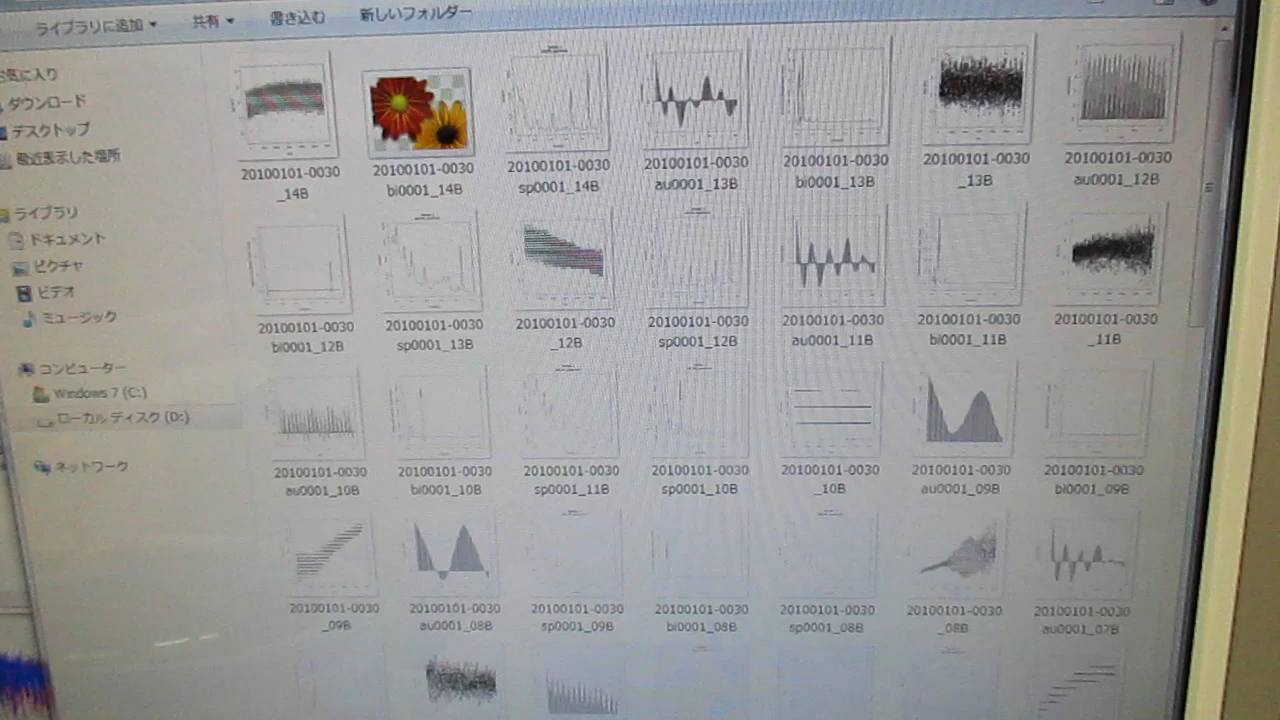 ライブラリに追加 ▼ 共有 ▼ 書き込む 新しいフォルダー
お気に入り
ダウンロード
デスクトップ
最近表示した場所
ライブラリ
ドキュメント
ピクチャ
ビデオ
ミュージック
コンピューター
Windows 7 (C:)
ローカル ディスク (D:)
ネットワーク
20100101-0030
_14B
20100101-0030
bi0001_14B
20100101-0030
sp0001_14B
20100101-0030
au0001_13B
20100101-0030
bi0001_13B
20100101-0030
_13B
20100101-0030
au0001_12B
20100101-0030
bi0001_12B
20100101-0030
sp0001_13B
20100101-0030
_12B
20100101-0030
sp0001_12B
20100101-0030
au0001_11B
20100101-0030
bi0001_11B
20100101-0030
_11B
20100101-0030
au0001_10B
20100101-0030
bi0001_10B
20100101-0030
sp0001_11B
20100101-0030
sp0001_10B
20100101-0030
_10B
20100101-0030
au0001_09B
20100101-0030
bi0001_09B
20100101-0030
_09B
20100101-0030
au0001_08B
20100101-0030
sp0001_09B
20100101-0030
bi0001_08B
20100101-0030
sp0001_08B
20100101-0030
_08B
20100101-0030
au0001_07B